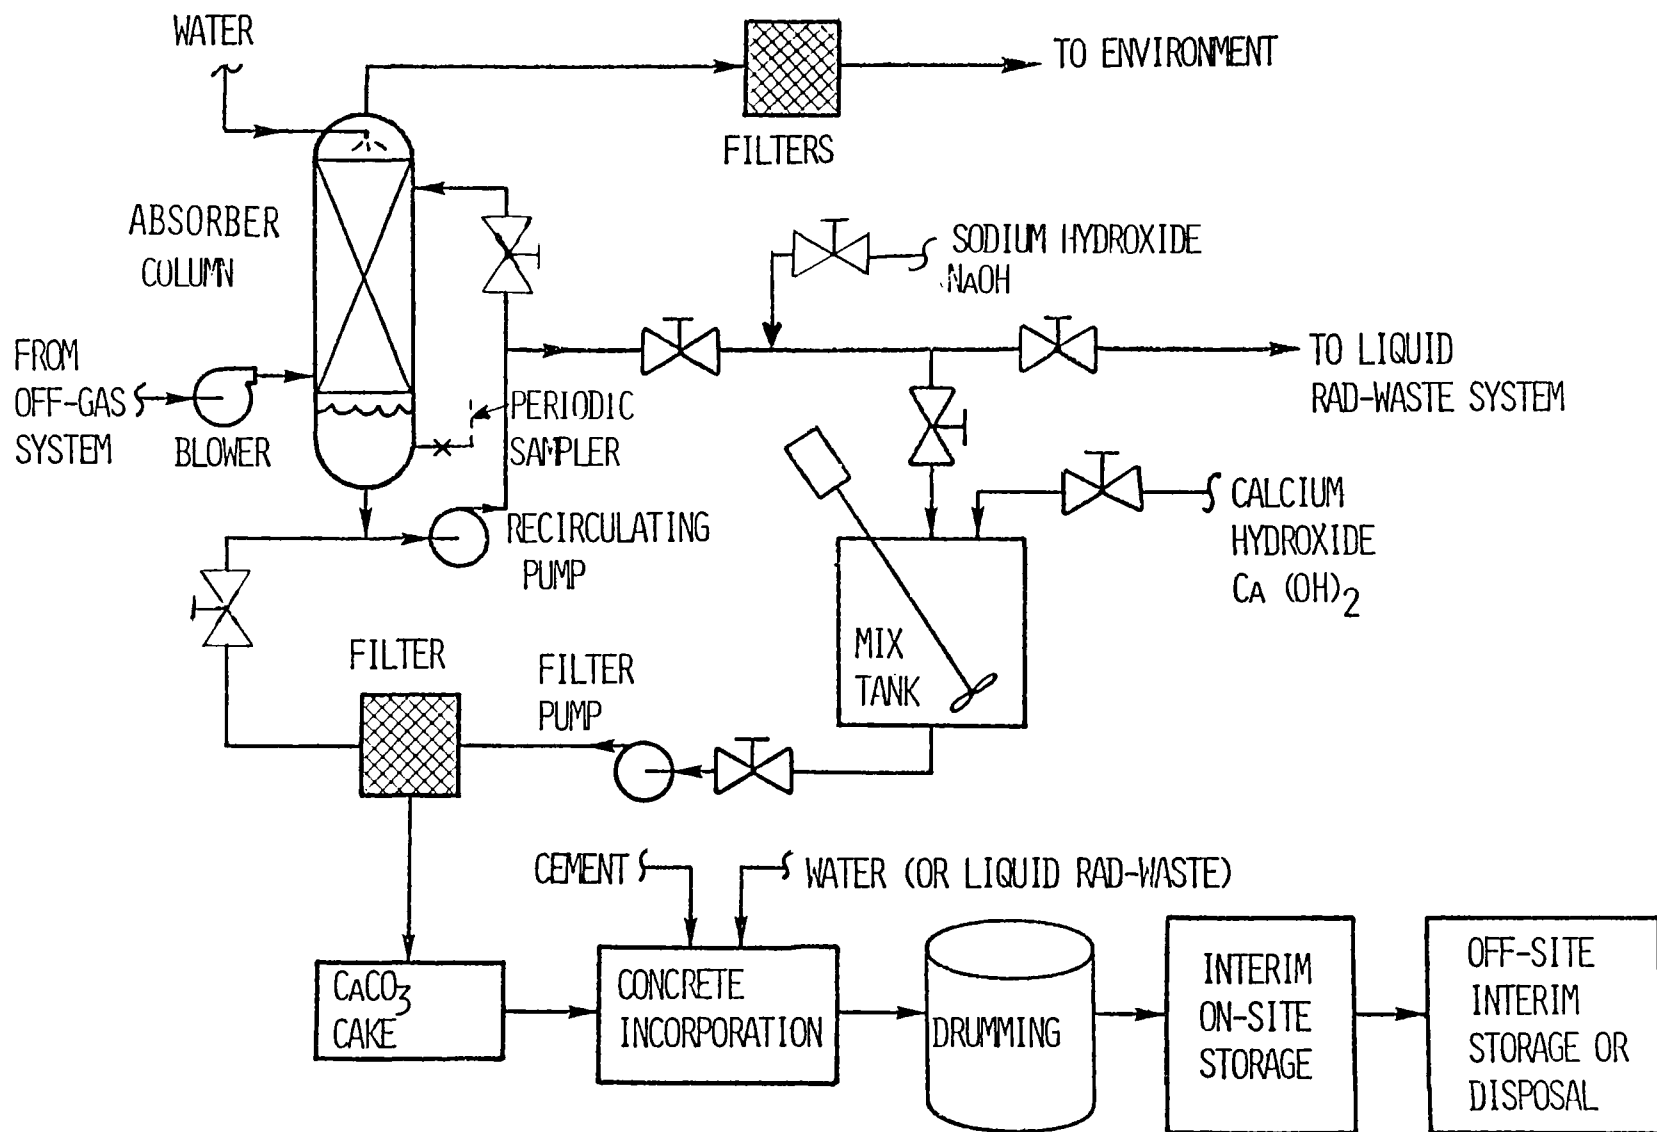 WATER
TO ENVIRONMENT
FILTERS
ABSORBER
COLUMN
SODIUM HYDROXIDE
NAOH
FROM
OFF-GAS
SYSTEM
BLOWER
PERIODIC
SAMPLER
TO LIQUID
RAD-WASTE SYSTEM
RECIRCULATING
PUMP
CALCIUM
HYDROXIDE
CA (OH)2
MIX
TANK
FILTER
FILTER
PUMP
CEMENT
WATER (OR LIQUID RAD-WASTE)
CACO3
CAKE
CONCRETE
INCORPORATION
DRUMMING
INTERIM
ON-SITE
STORAGE
OFF-SITE
INTERIM
STORAGE OR
DISPOSAL